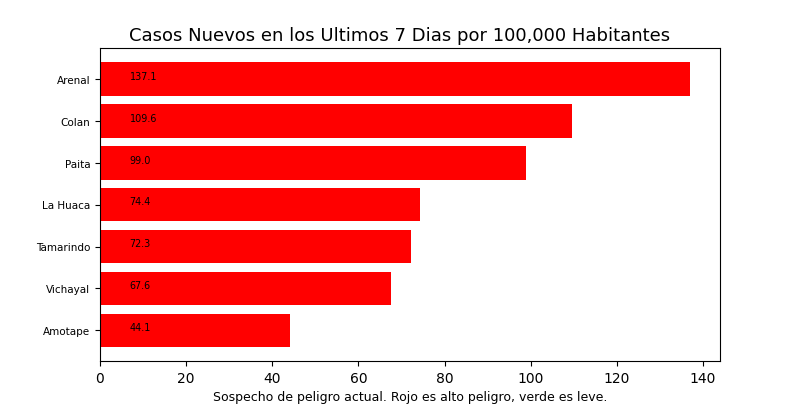 Casos Nuevos en los Ultimos 7 Dias por 100,000 Habitantes
Arenal 137.1
Colan 109.6
Paita 99.0
La Huaca 74.4
Tamarindo 72.3
Vichayal 67.6
Amotape 44.1
0 20 40 60 80 100 120 140
Sospecho de peligro actual. Rojo es alto peligro, verde es leve.